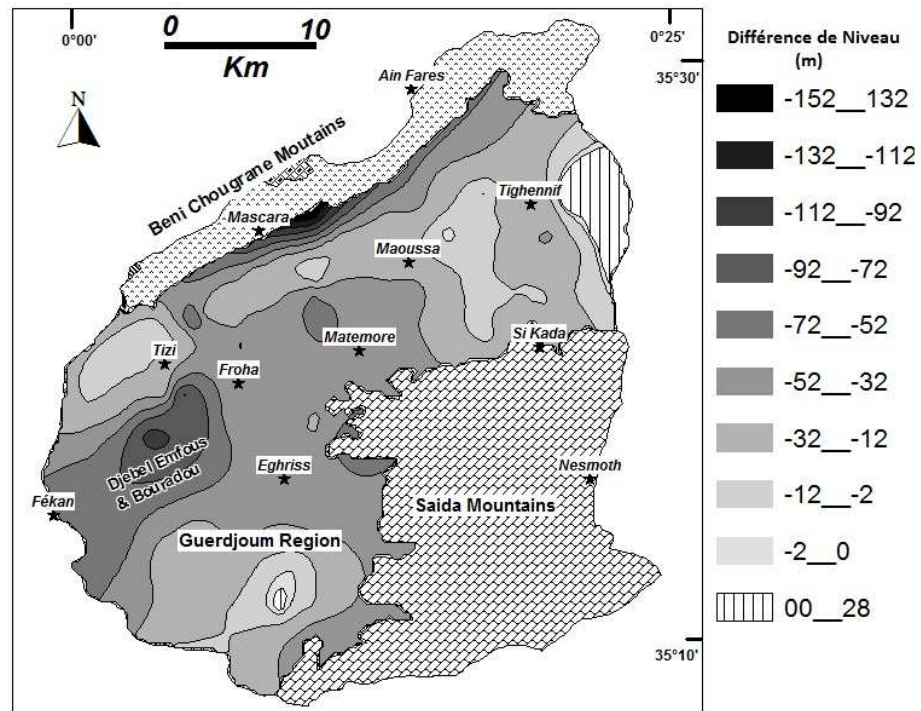 0°00'
0 10
Km
0°25'
35°30'
Ain Fares
N
Beni Chougrane Moutains
Mascara
Tighennif
Maoussa
Si Kada
Matemore
Tizi
Froha
Djebel Emfous
& Bouradou
Eghriss
Nesmoth
Fékan
Saida Mountains
Guerdjoum Region
35°10'
Différence de Niveau
(m)
-152__132
-132__-112
-112__-92
-92__-72
-72__-52
-52__-32
-32__-12
-12__-2
-2__0
00__28